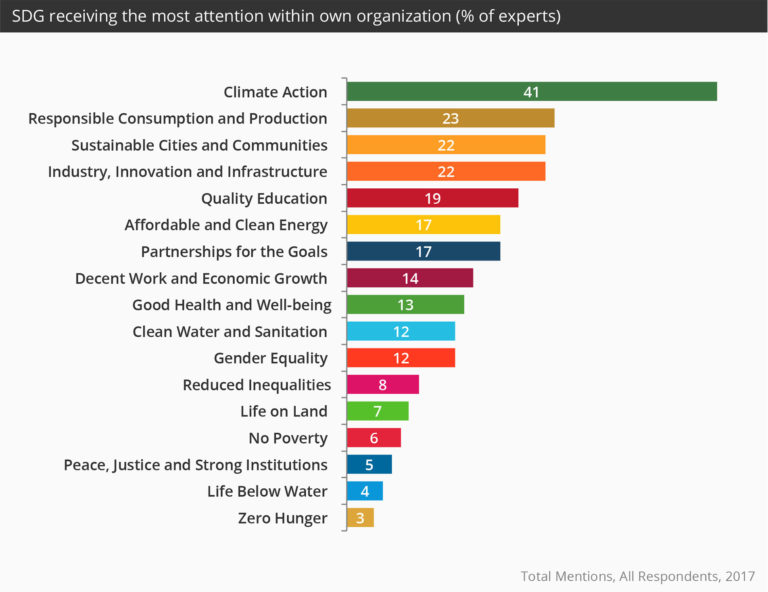 SDG receiving the most attention within own organization (% of experts)
Climate Action 41
Responsible Consumption and Production 23
Sustainable Cities and Communities 22
Industry, Innovation and Infrastructure 22
Quality Education 19
Affordable and Clean Energy 17
Partnerships for the Goals 17
Decent Work and Economic Growth 14
Good Health and Well-being 13
Clean Water and Sanitation 12
Gender Equality 12
Reduced Inequalities 8
Life on Land 7
No Poverty 6
Peace, Justice and Strong Institutions 5
Life Below Water 4
Zero Hunger 3
Total Mentions, All Respondents, 2017